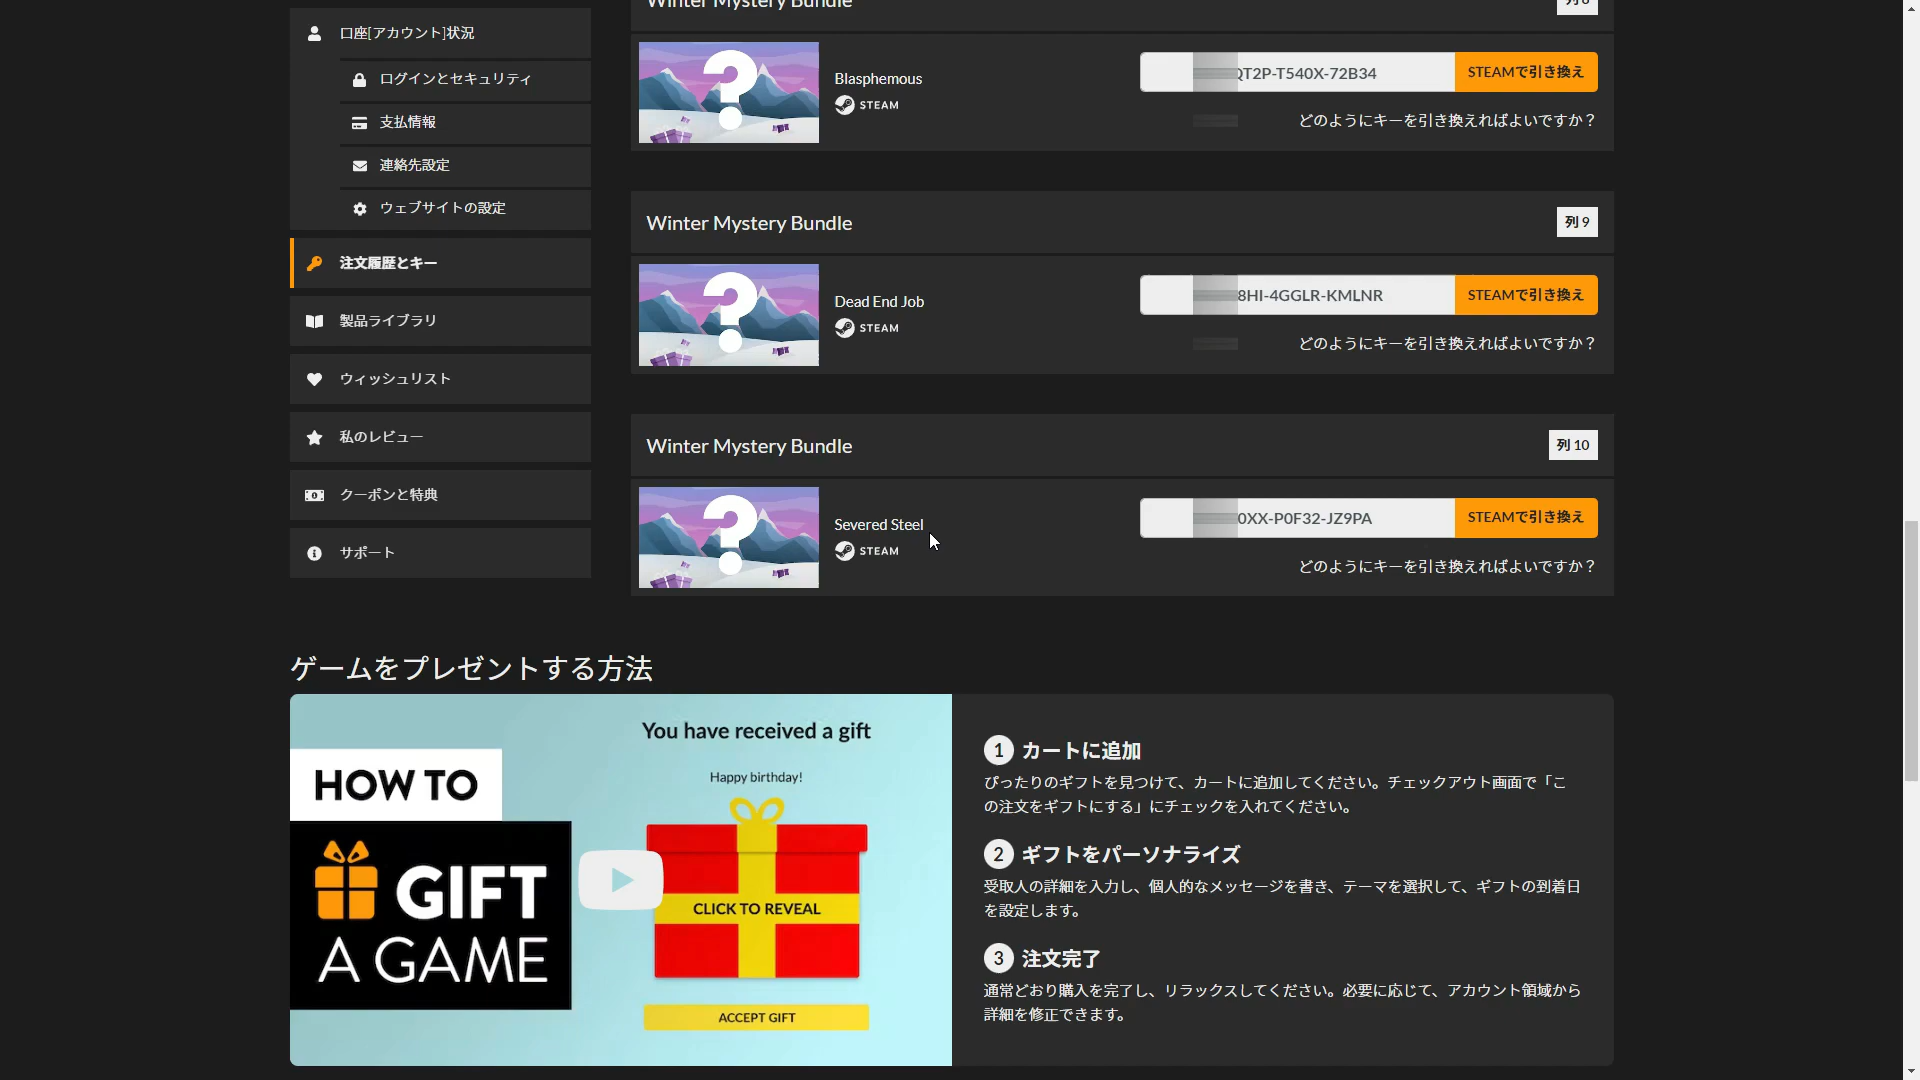 口座[アカウント]状況
ログインとセキュリティ
支払情報
連絡先設定
ウェブサイトの設定
注文履歴とキー
製品ライブラリ
ウィッシュリスト
私のレビュー
クーポンと特典
サポート
Winter Mystery Bundle
Blasphemous
STEAM
QT2P-T540X-72B34
STEAMで引き換え
どのようにキーを引き換えればよいですか？
Winter Mystery Bundle
列 9
Dead End Job
STEAM
8HI-4GGLR-KMLNR
STEAMで引き換え
どのようにキーを引き換えればよいですか？
Winter Mystery Bundle
列 10
Severed Steel
STEAM
0XX-P0F32-JZ9PA
STEAMで引き換え
どのようにキーを引き換えればよいですか？
ゲームをプレゼントする方法
HOW TO
GIFT
A GAME
You have received a gift
Happy birthday!
CLICK TO REVEAL
ACCEPT GIFT
1 カートに追加
ぴったりのギフトを見つけて、カートに追加してください。チェックアウト画面で「こ
の注文をギフトにする」にチェックを入れてください。
2 ギフトをパーソナライズ
受取人の詳細を入力し、個人的なメッセージを書き、テーマを選択して、ギフトの到着日
を設定します。
3 注文完了
通常どおり購入を完了し、リラックスしてください。必要に応じて、アカウント領域から
詳細を修正できます。